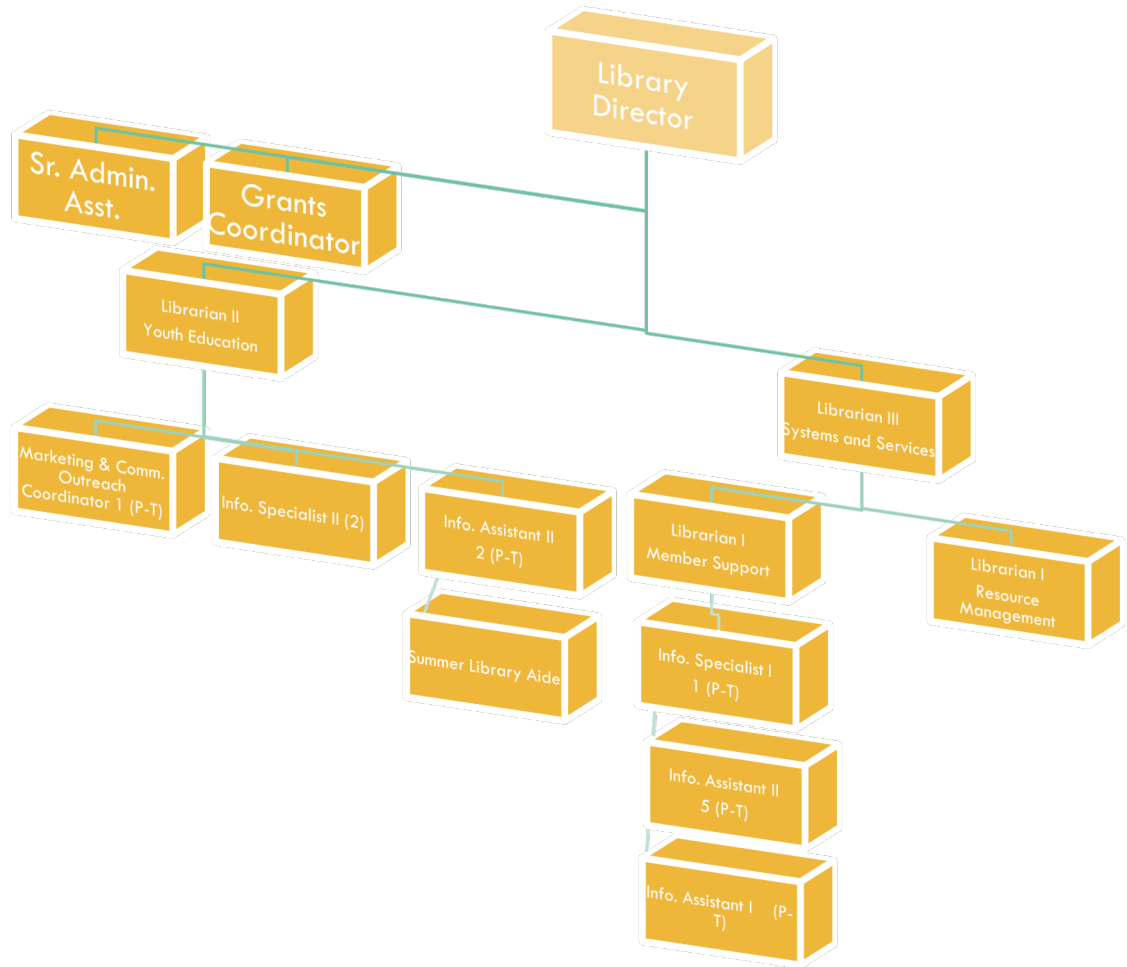 Library
Director
Sr. Admin.
Asst.
Grants
Coordinator
Librarian II
Youth Education
Librarian III
Systems and Services
Marketing & Comm.
Outreach
Coordinator 1 (P-T)
Info. Specialist II (2)
Info. Assistant II
2 (P-T)
Summer Library Aide
Librarian I
Member Support
Librarian I
Resource
Management
Info. Specialist I
1 (P-T)
Info. Assistant II
5 (P-T)
Info. Assistant I (P-
T)